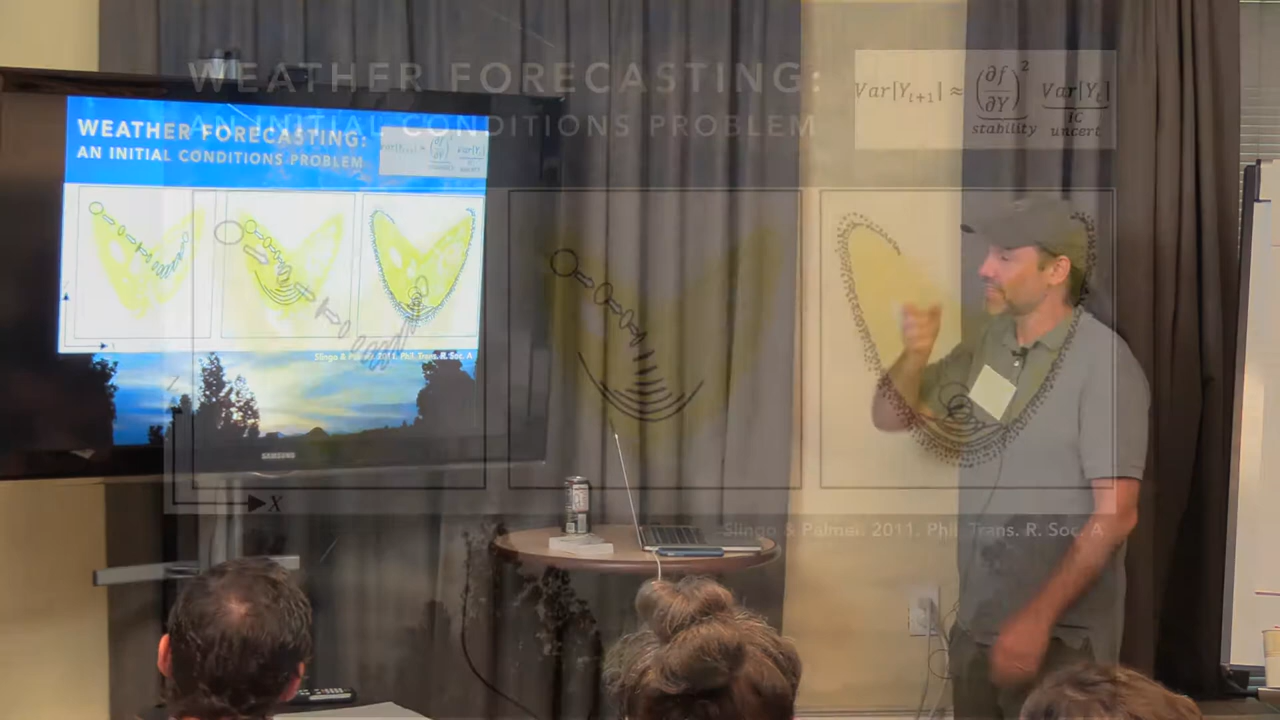 WEATHER FORECASTING:
AN INITIAL CONDITIONS PROBLEM
Var[Y_{t+1}] ≈ (∂f/∂Y)² Var[Y_t]
stability IC
uncert
WEATHER FORECASTING:
AN INITIAL CONDITIONS PROBLEM
Slingo & Palmer. 2011. Phil. Trans. R. Soc. A
SAMSUNG
X
Slingo & Palmer. 2011. Phil. Trans. R. Soc. A